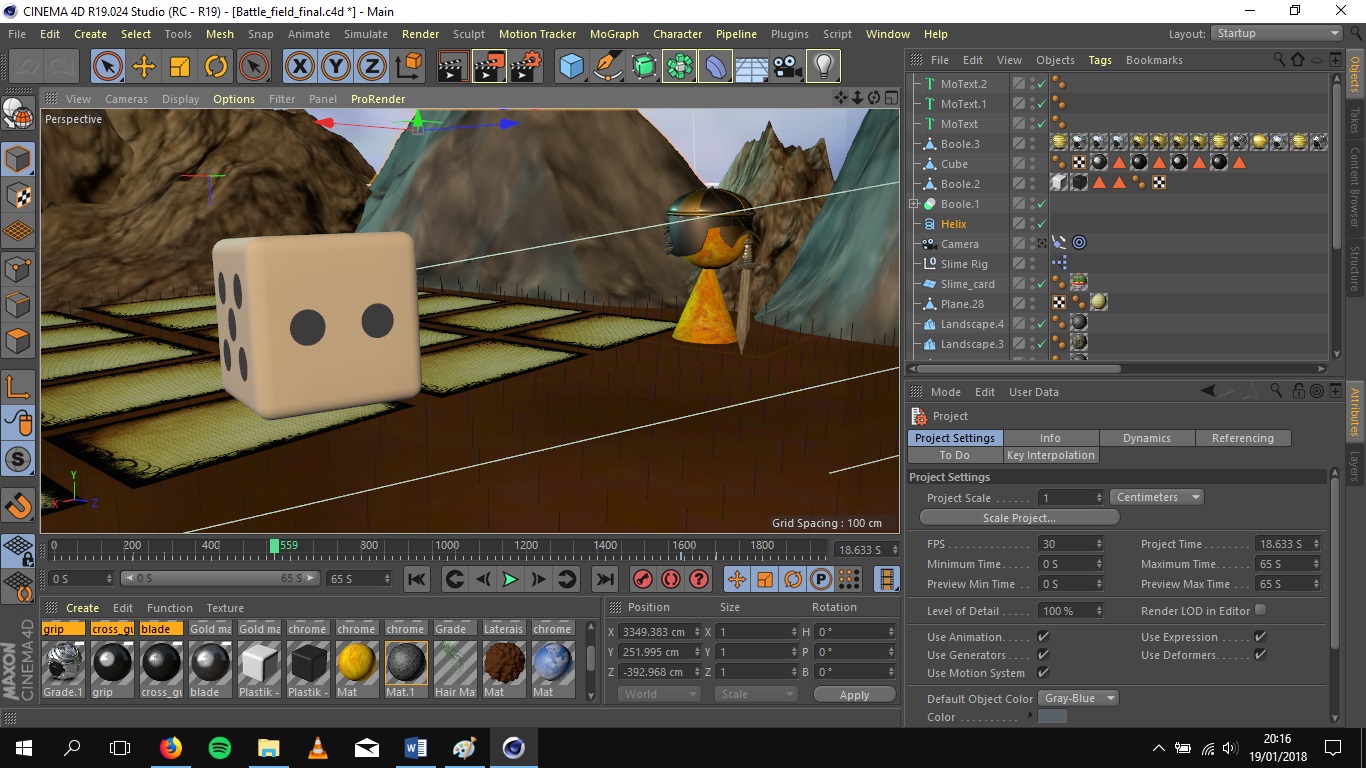 CINEMA 4D R19.024 Studio (RC - R19) - [Battle_field_final.c4d *] - Main
File Edit Create Select Tools Mesh Snap Animate Simulate Render Sculpt Motion Tracker MoGraph Character Pipeline Plugins Script Window Help Layout: Startup
X Y Z
View Cameras Display Options Filter Panel ProRender
Perspective
Y
X Z
Grid Spacing : 100 cm
S
File Edit View Objects Tags Bookmarks
MoText.2
MoText.1
MoText
Boole.3
Cube
Boole.2
Boole.1
Helix
Camera
Slime Rig
Slime_card
Plane.28
Landscape.4
Landscape.3
Objects
Takes
Content Browser
Structure
Mode Edit User Data
Project
Project Settings Info Dynamics Referencing
To Do Key Interpolation
Project Settings
Project Scale . . . . . . 1 Centimeters
Scale Project...
FPS . . . . . . . . . . . . 30 Project Time . . . . . . . . 18.633 S
Minimum Time. . . . 0 S Maximum Time. . . . . . 65 S
Preview Min Time . . 0 S Preview Max Time . . . 65 S
Level of Detail . . . . . 100 % Render LOD in Editor
Use Animation. . . . . Use Expression . . . .
Use Generators . . . . Use Deformers. . . . .
Use Motion System
Default Object Color Gray-Blue
Color . . . . . . . . . .
Attributes
Layers
0 200 400 559 800 1000 1200 1400 1600 1800 18.633 S
0 S 0 S 65 S 65 S
P
Create Edit Function Texture
grip cross_gu blade Gold ma Gold ma chrome chrome chrome Grade Laterais chrome
Grade.1 grip cross_gu blade Plastik - Plastik - Mat Mat.1 Hair Mat Mat Mat
Position Size Rotation
X 3349.383 cm X 1 H 0 °
Y 251.995 cm Y 1 P 0 °
Z -392.968 cm Z 1 B 0 °
World Scale Apply
MAXON
CINEMA 4D
20:16
19/01/2018